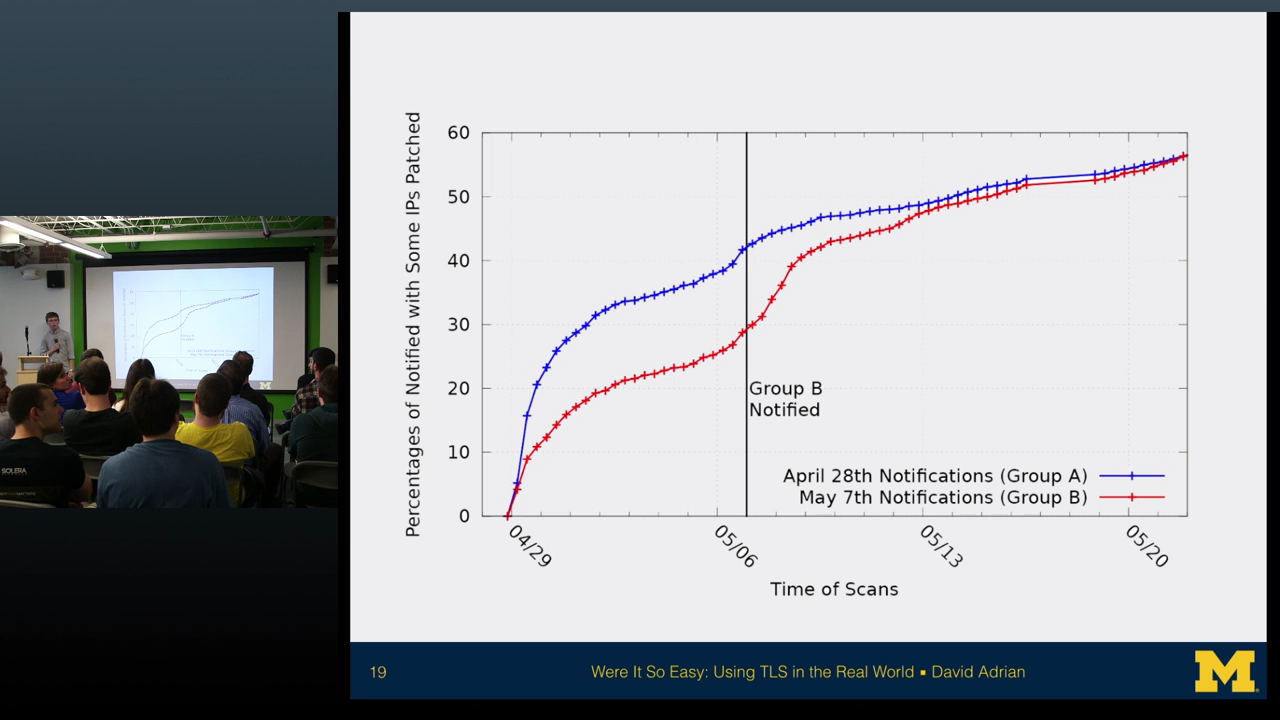 Percentages of Notified with Some IPs Patched
60
50
40
30
20
10
0
Group B
Notified
April 28th Notifications (Group A)
May 7th Notifications (Group B)
04/29
05/06
05/13
05/20
Time of Scans
19
Were It So Easy: Using TLS in the Real World ▪ David Adrian
M
SOLERA